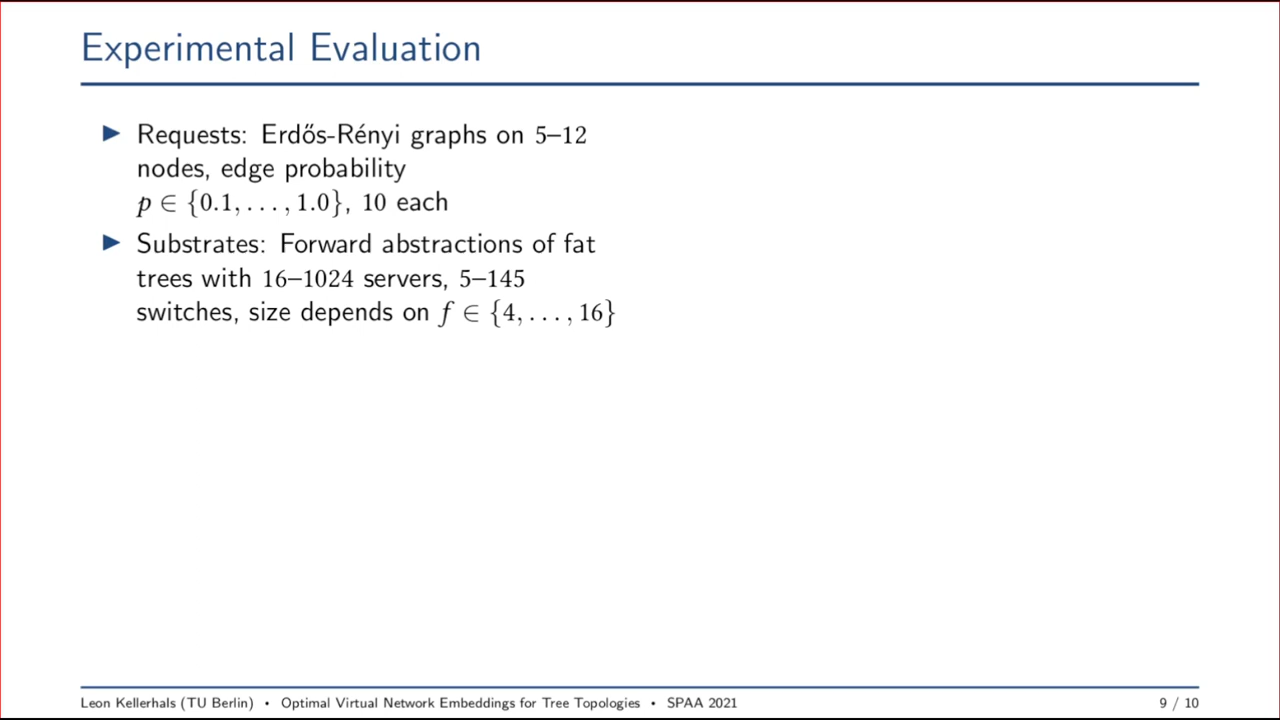 Experimental Evaluation
▶ Requests: Erdős-Rényi graphs on 5–12
nodes, edge probability
p ∈ {0.1, . . . , 1.0}, 10 each
▶ Substrates: Forward abstractions of fat
trees with 16–1024 servers, 5–145
switches, size depends on f ∈ {4, . . . , 16}
Leon Kellerhals (TU Berlin) • Optimal Virtual Network Embeddings for Tree Topologies • SPAA 2021
9 / 10